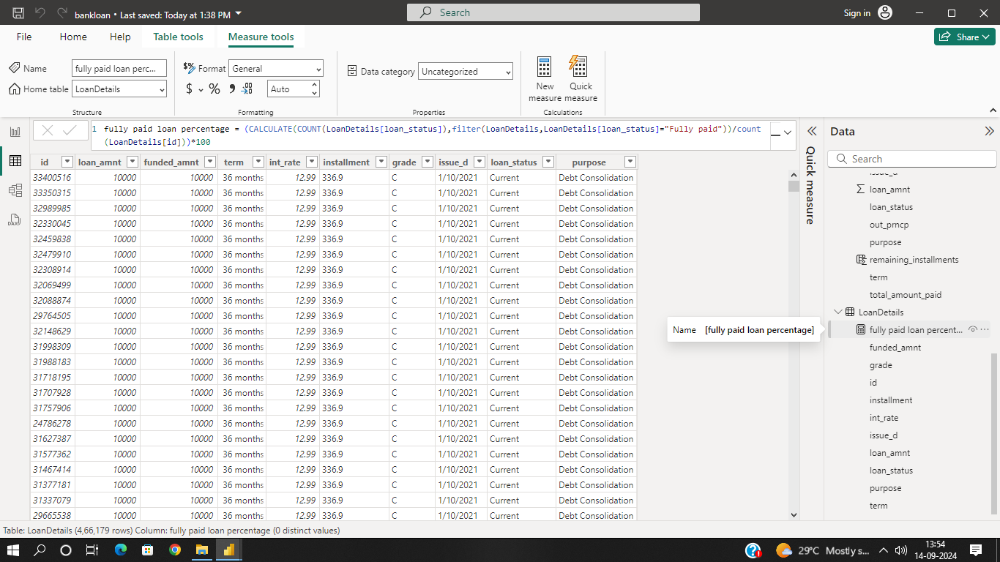 bankloan • Last saved: Today at 1:38 PM
Search
Sign in
File Home Help Table tools Measure tools
Share
Name fully paid loan perc...
Home table LoanDetails
Structure
Format General
$ % 9 Auto
Formatting
Data category Uncategorized
Properties
New measure
Quick measure
Calculations
1 fully paid loan percentage = (CALCULATE(COUNT(LoanDetails[loan_status]),filter(LoanDetails,LoanDetails[loan_status]="Fully paid"))/count
(LoanDetails[id]))*100
id loan_amnt funded_amnt term int_rate installment grade issue_d loan_status purpose
33400516 10000 10000 36 months 12.99 336.9 C 1/10/2021 Current Debt Consolidation
33350315 10000 10000 36 months 12.99 336.9 C 1/10/2021 Current Debt Consolidation
32989985 10000 10000 36 months 12.99 336.9 C 1/10/2021 Current Debt Consolidation
32330045 10000 10000 36 months 12.99 336.9 C 1/10/2021 Current Debt Consolidation
32459838 10000 10000 36 months 12.99 336.9 C 1/10/2021 Current Debt Consolidation
32479910 10000 10000 36 months 12.99 336.9 C 1/10/2021 Current Debt Consolidation
32308914 10000 10000 36 months 12.99 336.9 C 1/10/2021 Current Debt Consolidation
32069499 10000 10000 36 months 12.99 336.9 C 1/10/2021 Current Debt Consolidation
32088874 10000 10000 36 months 12.99 336.9 C 1/10/2021 Current Debt Consolidation
29764505 10000 10000 36 months 12.99 336.9 C 1/10/2021 Current Debt Consolidation
32148629 10000 10000 36 months 12.99 336.9 C 1/10/2021 Current Debt Consolidation
31998309 10000 10000 36 months 12.99 336.9 C 1/10/2021 Current Debt Consolidation
31988183 10000 10000 36 months 12.99 336.9 C 1/10/2021 Current Debt Consolidation
31718195 10000 10000 36 months 12.99 336.9 C 1/10/2021 Current Debt Consolidation
31707928 10000 10000 36 months 12.99 336.9 C 1/10/2021 Current Debt Consolidation
31757906 10000 10000 36 months 12.99 336.9 C 1/10/2021 Current Debt Consolidation
24786278 10000 10000 36 months 12.99 336.9 C 1/10/2021 Current Debt Consolidation
31627387 10000 10000 36 months 12.99 336.9 C 1/10/2021 Current Debt Consolidation
31577362 10000 10000 36 months 12.99 336.9 C 1/10/2021 Current Debt Consolidation
31467414 10000 10000 36 months 12.99 336.9 C 1/10/2021 Current Debt Consolidation
31377181 10000 10000 36 months 12.99 336.9 C 1/10/2021 Current Debt Consolidation
31337079 10000 10000 36 months 12.99 336.9 C 1/10/2021 Current Debt Consolidation
29665538 10000 10000 36 months 12.99 336.9 C 1/10/2021 Current Debt Consolidation
Name [fully paid loan percentage]
Quick measure
Data
Search
issue_d
loan_amnt
loan_status
out_prncp
purpose
remaining_installments
term
total_amount_paid
LoanDetails
fully paid loan percent...
funded_amnt
grade
id
installment
int_rate
issue_d
loan_amnt
loan_status
purpose
term
Table: LoanDetails (4,66,179 rows) Column: fully paid loan percentage (0 distinct values)
29°C Mostly s...
13:54
14-09-2024